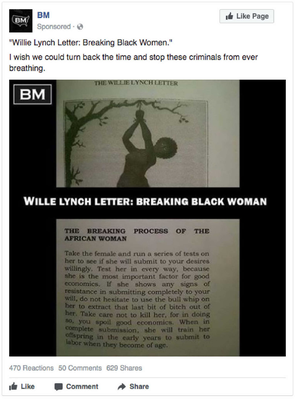 BM
BM
Sponsored ·
Like Page
"Willie Lynch Letter: Breaking Black Women."
I wish we could turn back the time and stop these criminals from ever
breathing.
BM
THE WILLIE LYNCH LETTER
WILLE LYNCH LETTER: BREAKING BLACK WOMAN
THE BREAKING PROCESS OF THE
AFRICAN WOMAN
Take the female and run a series of tests on
her to see if she will submit to your desires
willingly. Test her in every way, because
she is the most important factor for good
economics. If she shows any signs of
resistance in submitting completely to your
will, do not hesitate to use the bull whip on
her to extract that last bit of bitch out of
her. Take care not to kill her, for in doing
so, you spoil good economics. When in
complete submission, she will train her
offspring in the early years to submit to
labor when they become of age.
470 Reactions 50 Comments 629 Shares
Like Comment Share